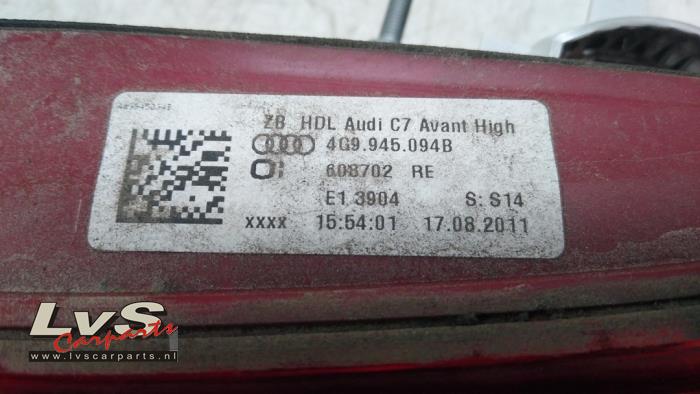 ZB HDL Audi C7 Avant High
4G9.945.094B
608702 RE
E1 3904 S: S14
xxxx 15:54:01 17.08.2011
LvS
Carparts
www.lvscarparts.nl